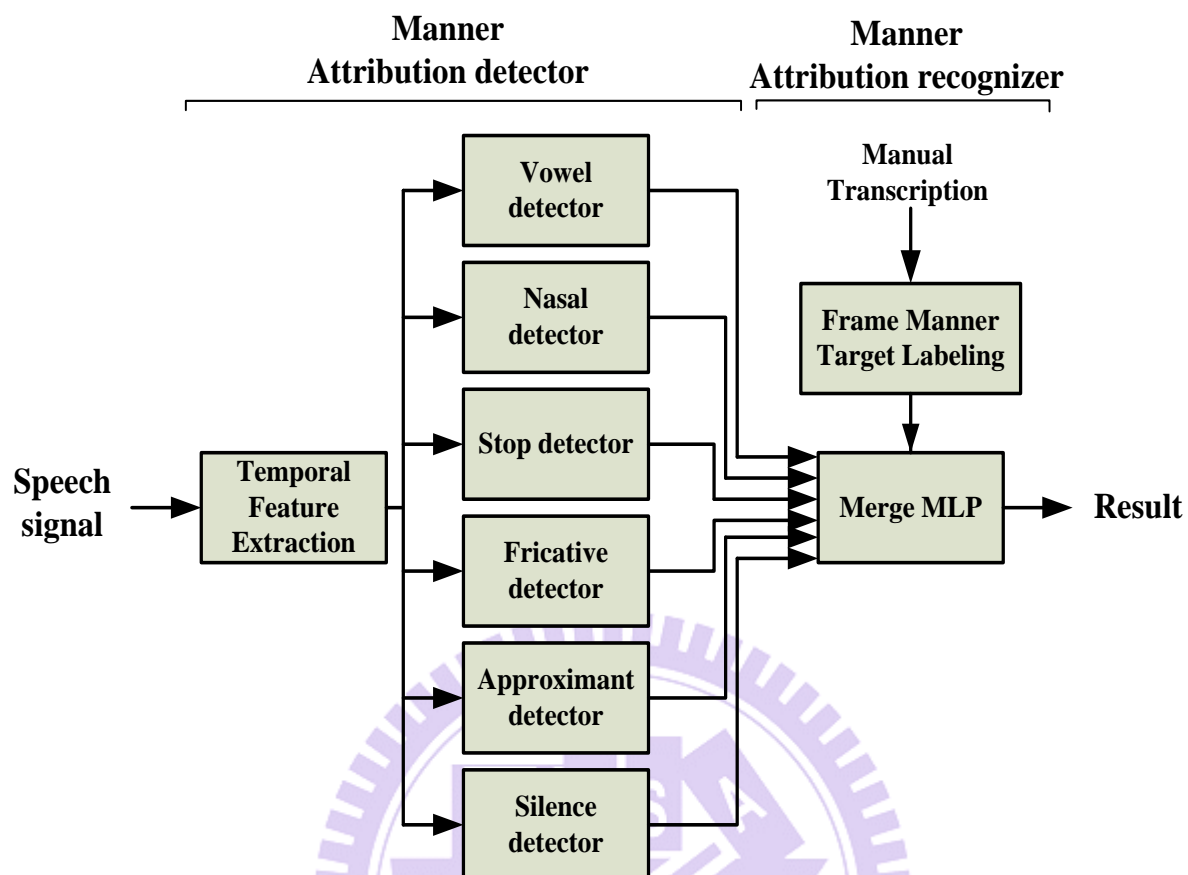 Manner
Attribution detector
Manner
Attribution recognizer
Vowel
detector
Manual
Transcription
Nasal
detector
Frame Manner
Target Labeling
Stop detector
Speech
signal
Temporal
Feature
Extraction
Merge MLP
Result
Fricative
detector
Approximant
detector
Silence
detector